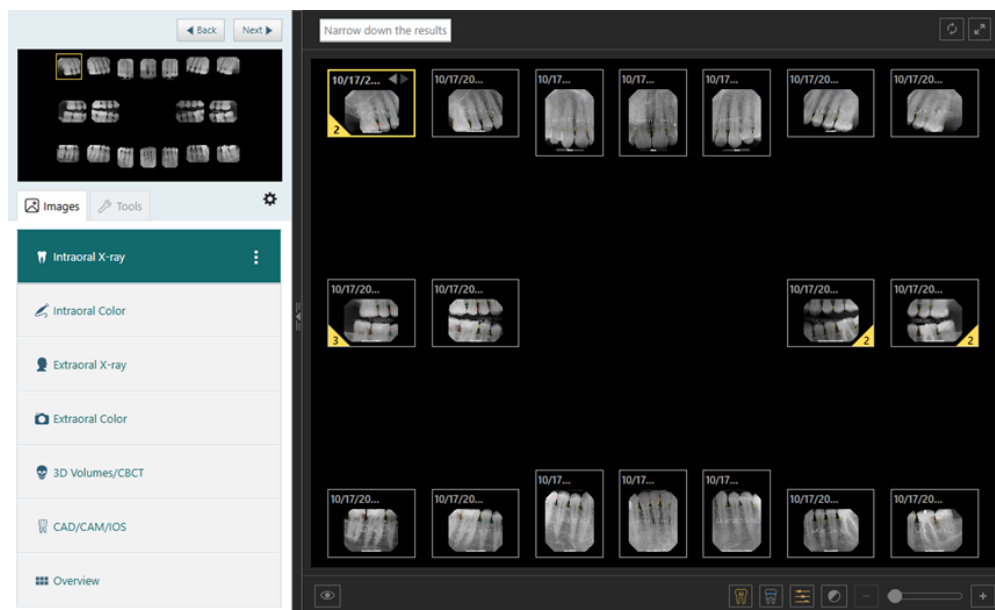 Back
Next
Narrow down the results
10/17/2...
10/17/20...
10/17...
10/17...
10/17...
10/17/20...
10/17/20...
2
Images
Tools
Intraoral X-ray
Intraoral Color
Extraoral X-ray
Extraoral Color
3D Volumes/CBCT
CAD/CAM/IOS
Overview
10/17/20...
10/17/20...
10/17/20...
10/17/20...
3
2
2
10/17/20...
10/17/20...
10/17...
10/17...
10/17...
10/17/20...
10/17/20...